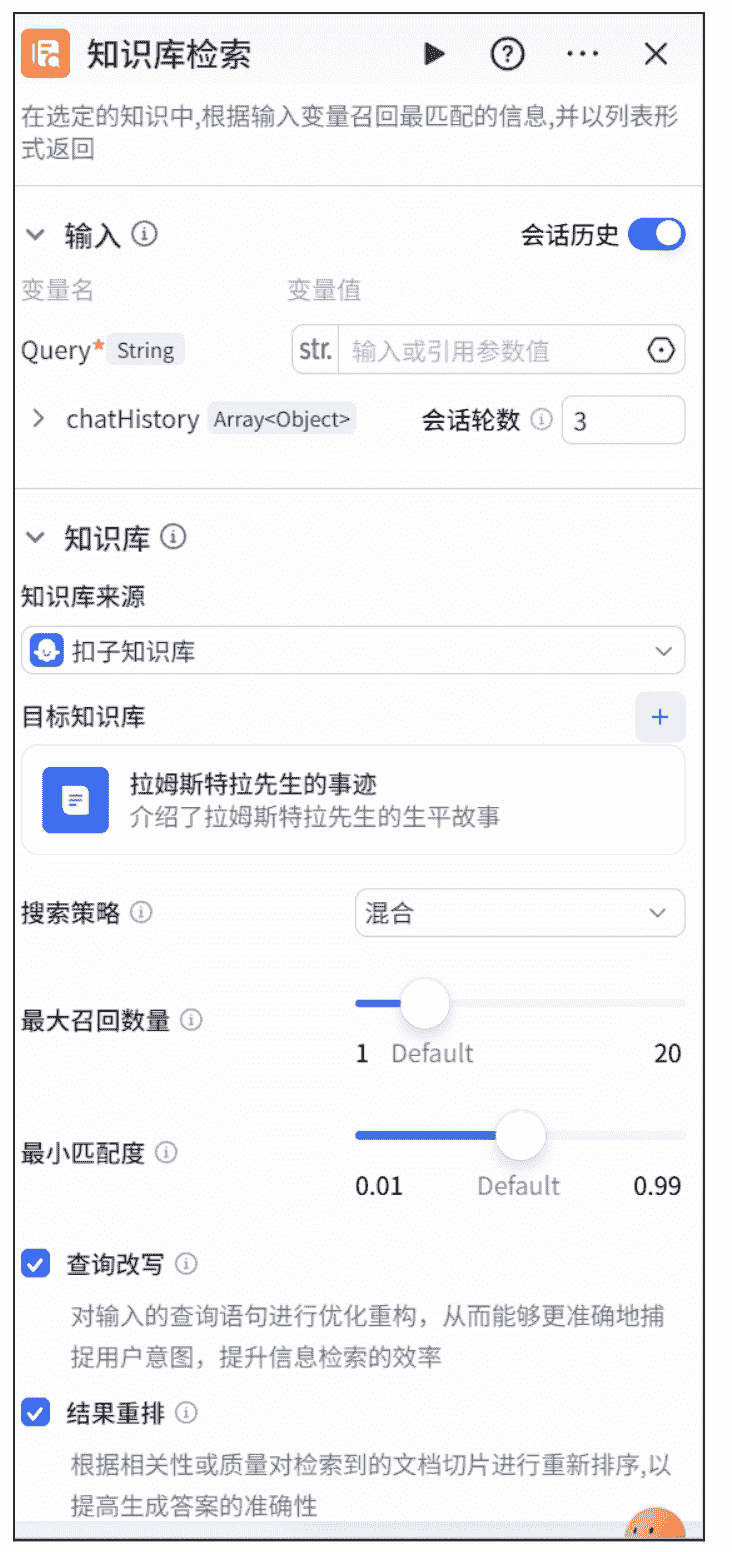 知识库检索
在选定的知识中,根据输入变量召回最匹配的信息,并以列表形
式返回
输入 会话历史
变量名 变量值
Query* String str. 输入或引用参数值
chatHistory Array<Object> 会话轮数 3
知识库
知识库来源
扣子知识库
目标知识库 +
拉姆斯特拉先生的事迹
介绍了拉姆斯特拉先生的生平故事
搜索策略 混合
最大召回数量
1 Default 20
最小匹配度
0.01 Default 0.99
查询改写
对输入的查询语句进行优化重构，从而能够更准确地捕
捉用户意图，提升信息检索的效率
结果重排
根据相关性或质量对检索到的文档切片进行重新排序,以
提高生成答案的准确性